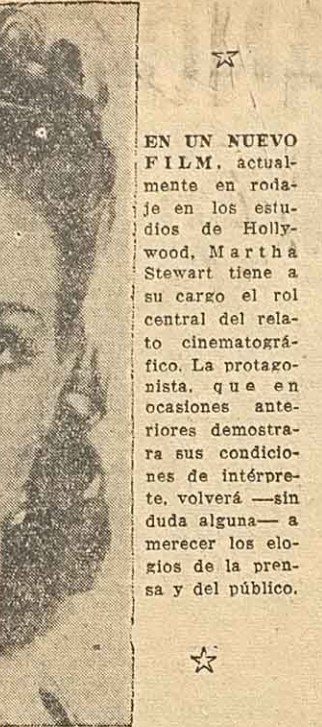 EN UN NUEVO
FILM, actual-
mente en roda-
je en los estu-
dios de Holly-
wood, Martha
Stewart tiene a
su cargo el rol
central del rela-
to cinematográ-
fico. La protago-
nista, que en
ocasiones ante-
riores demostra-
ra sus condicio-
nes de intérpre-
te, volverá —sin
duda alguna— a
merecer los elo-
gios de la pren-
sa y del público.